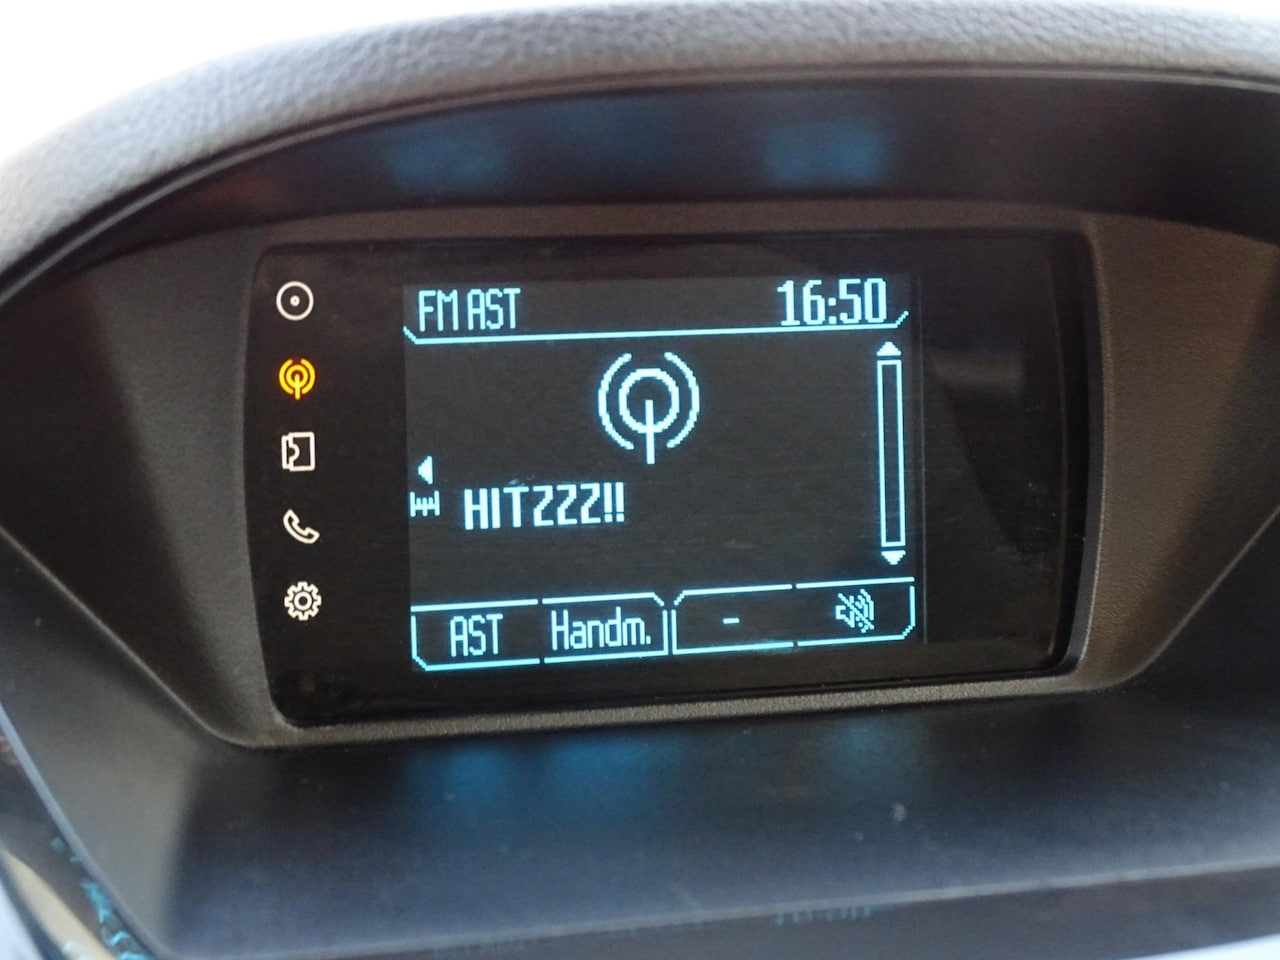 FM AST 16:50
HITZZZ!!
AST Handm. -